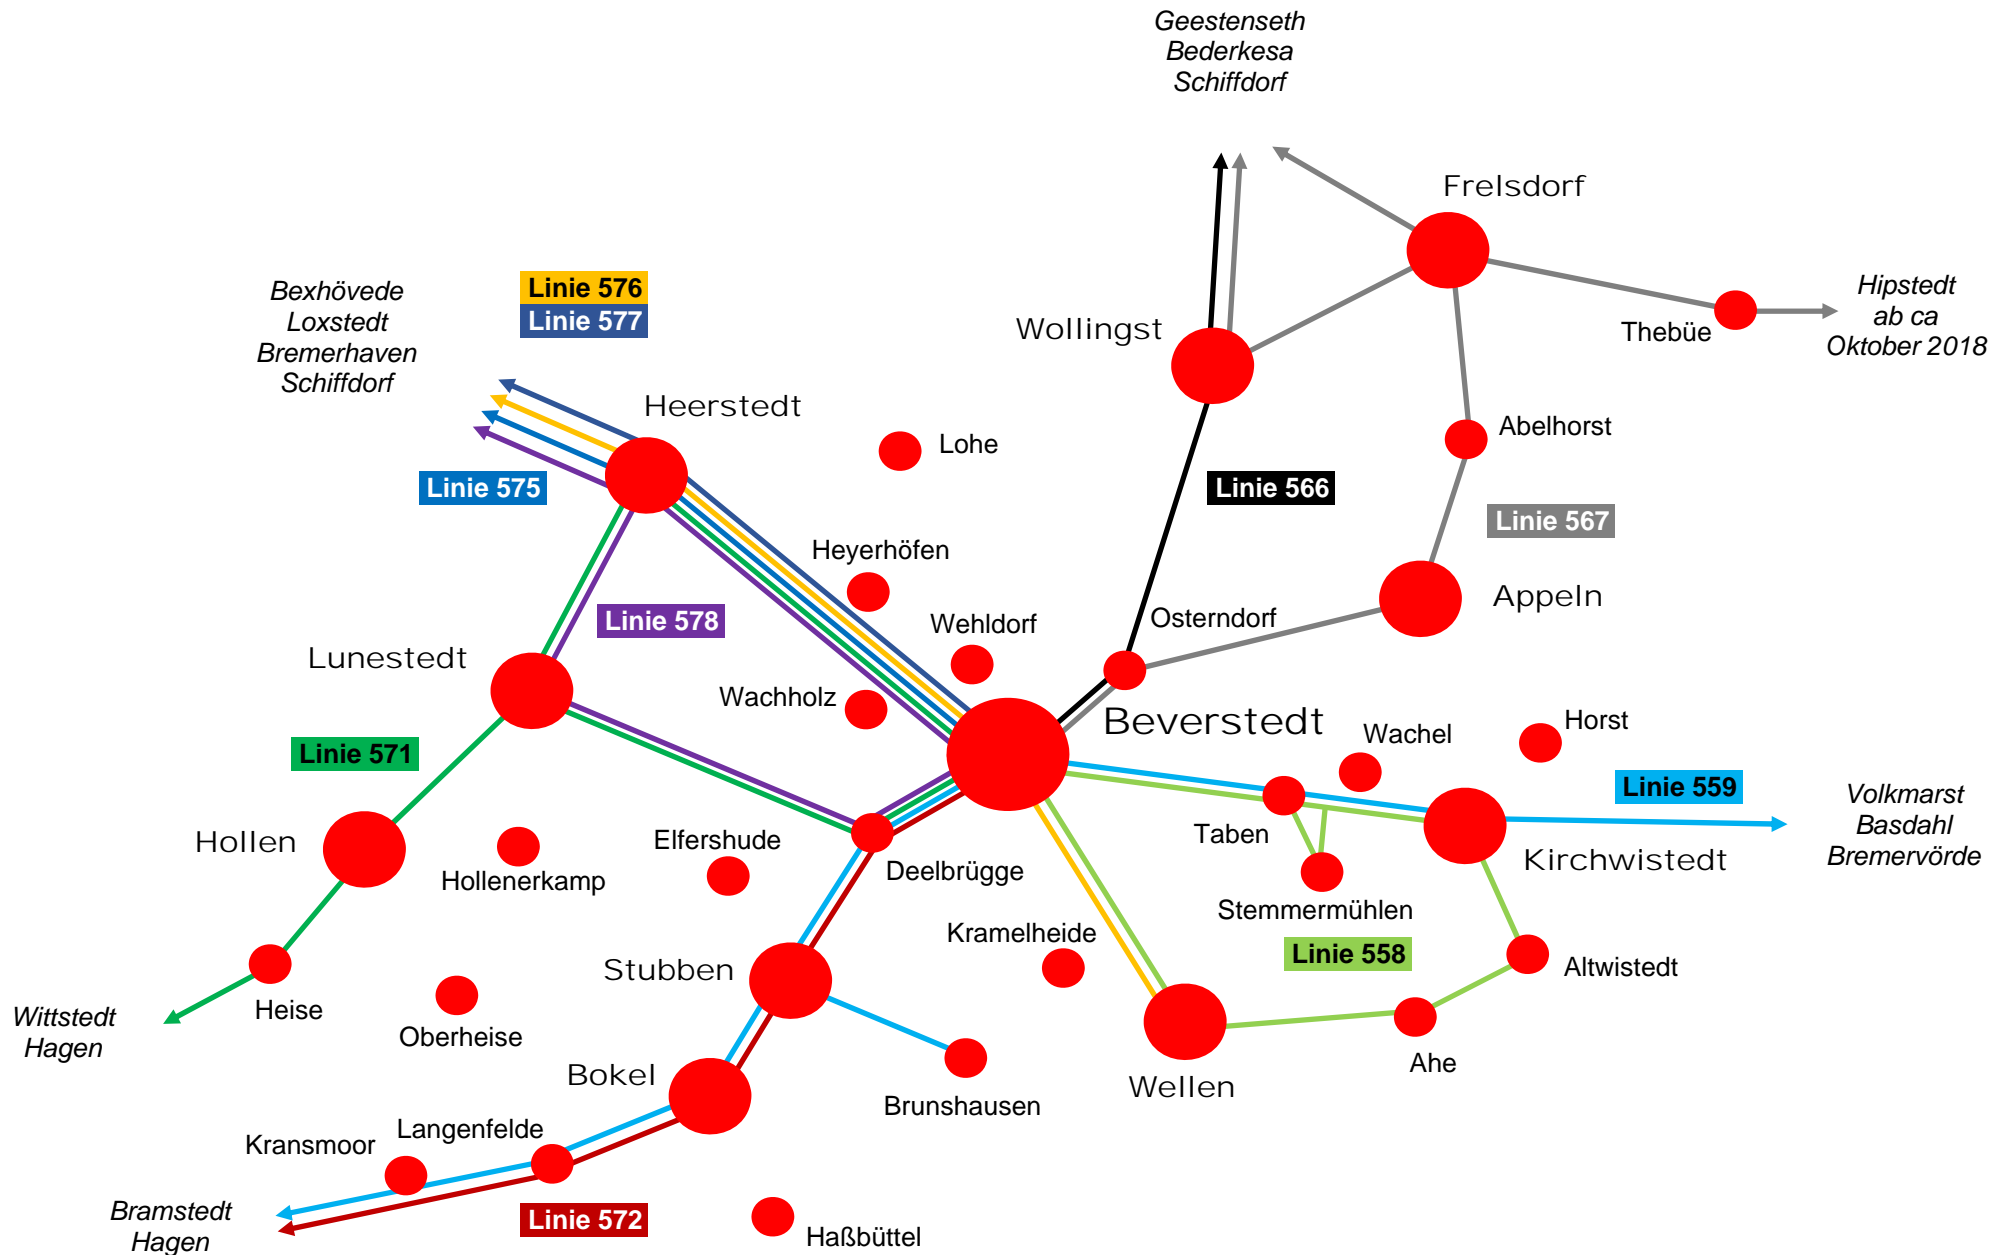 Geestenseth
Bederkesa
Schiffdorf
Frelsdorf
Bexhövede
Loxstedt
Bremerhaven
Schiffdorf
Linie 576
Linie 577
Wollingst
Thebüe
Hipstedt
ab ca
Oktober 2018
Heerstedt
Lohe
Abelhorst
Linie 575
Linie 566
Linie 567
Heyerhöfen
Appeln
Linie 578
Wehldorf
Osterndorf
Lunestedt
Wachholz
Beverstedt
Wachel
Horst
Linie 571
Linie 559
Volkmarst
Basdahl
Bremervörde
Hollen
Hollenerkamp
Elfershude
Deelbrügge
Taben
Kirchwistedt
Stemmermühlen
Kramelheide
Linie 558
Altwistedt
Stubben
Heise
Wittstedt
Hagen
Oberheise
Ahe
Bokel
Wellen
Brunshausen
Kransmoor
Langenfelde
Bramstedt
Hagen
Linie 572
Haßbüttel